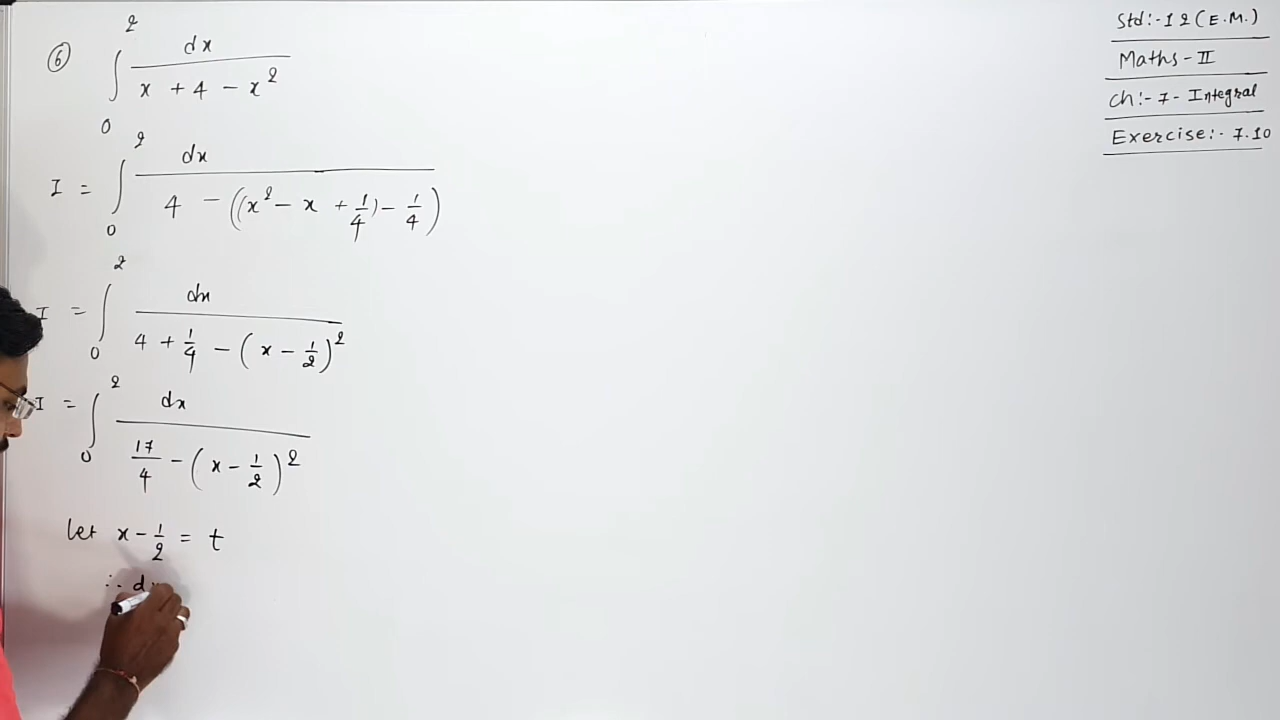 ⑥ ∫₀² dx / (x + 4 - x²)
I = ∫₀² dx / (4 - ((x² - x + 1/4) - 1/4))
I = ∫₀² dx / (4 + 1/4 - (x - 1/2)²)
I = ∫₀² dx / (17/4 - (x - 1/2)²)
let x - 1/2 = t
∴ dx
Std:- 12 (E.M.)
Maths - II
Ch:- 7 - Integral
Exercise:- 7.10